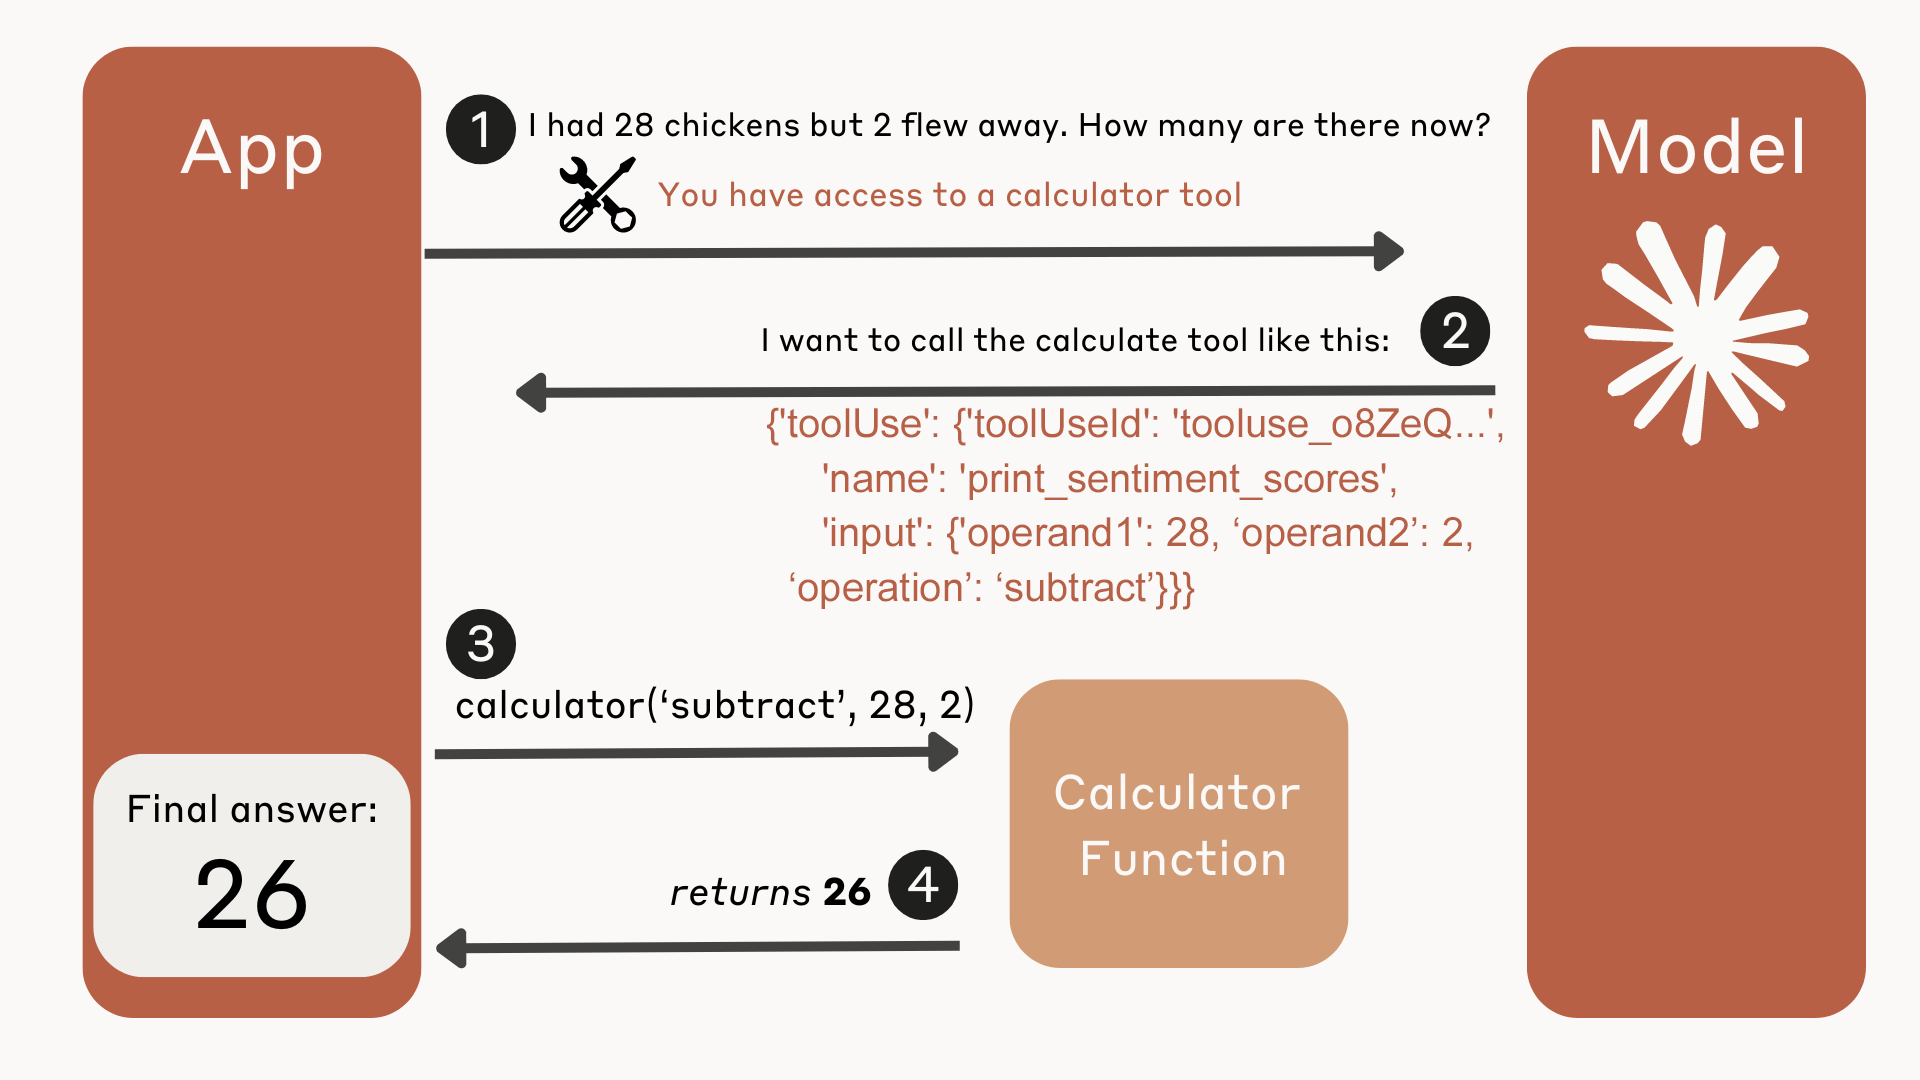 App
Model
1
I had 28 chickens but 2 flew away. How many are there now?
You have access to a calculator tool
I want to call the calculate tool like this:
2
{'toolUse': {'toolUseId': 'tooluse_o8ZeQ...',
'name': 'print_sentiment_scores',
'input': {'operand1': 28, ‘operand2’: 2,
‘operation’: ‘subtract’}}}
3
calculator(‘subtract’, 28, 2)
Calculator
Function
returns 26
4
Final answer:
26